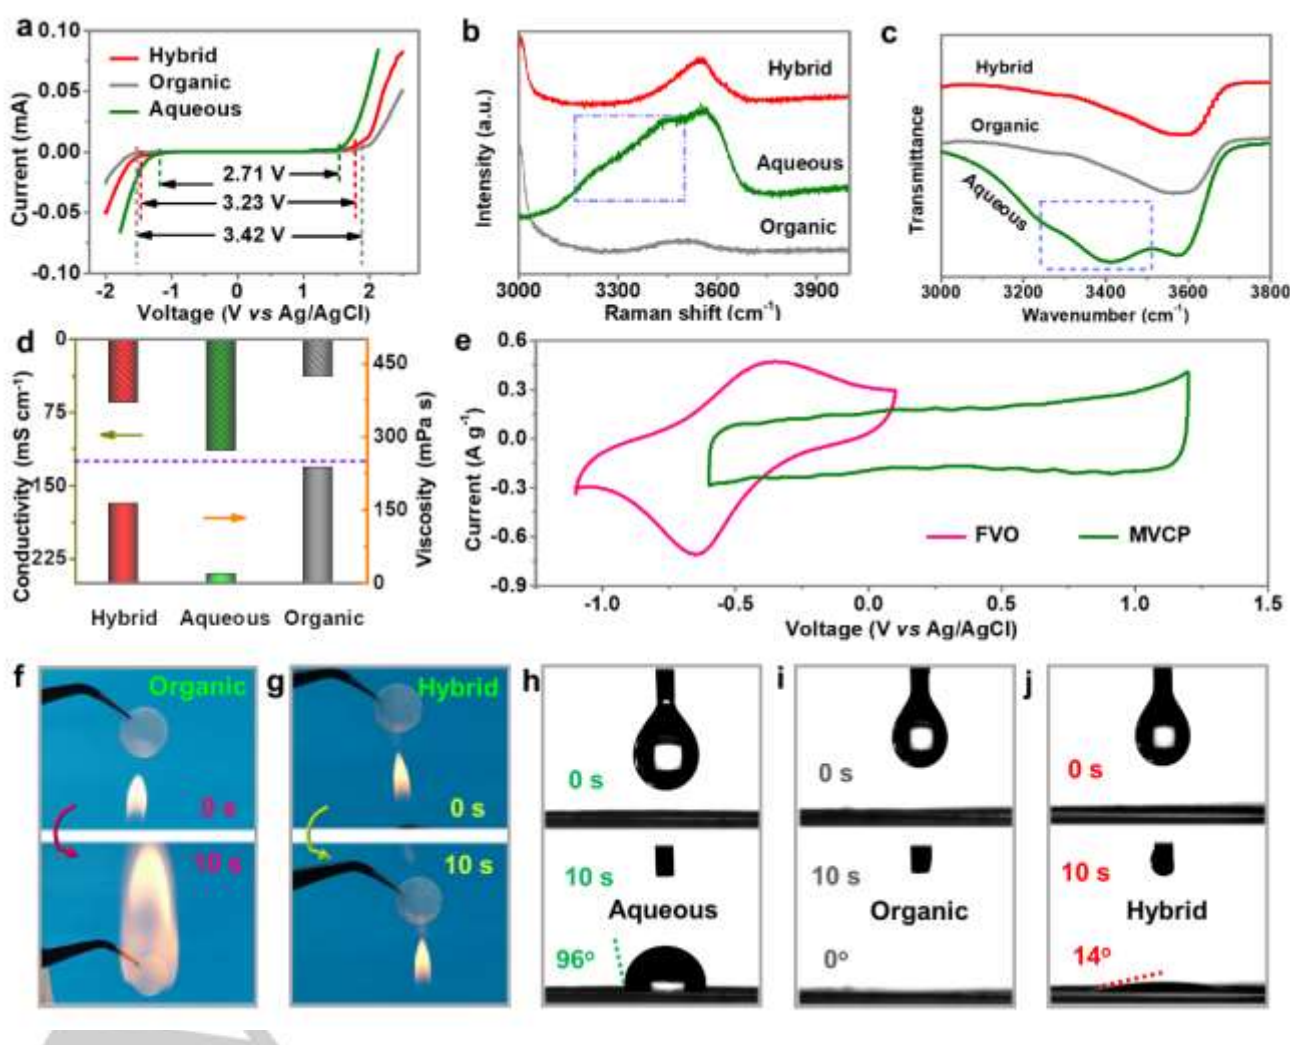 a
0.10
0.05
0.00
-0.05
-0.10
Current (mA)
Hybrid
Organic
Aqueous
2.71 V
3.23 V
3.42 V
-2 -1 0 1 2
Voltage (V vs Ag/AgCl)
b
Intensity (a.u.)
Hybrid
Aqueous
Organic
3000 3300 3600 3900
Raman shift (cm⁻¹)
c
Transmittance
Hybrid
Organic
Aqueous
3000 3200 3400 3600 3800
Wavenumber (cm⁻¹)
d
Conductivity (mS cm⁻¹)
0
75
150
225
450
300
150
0
Viscosity (mPa s)
Hybrid Aqueous Organic
e
Current (A g⁻¹)
0.6
0.3
0.0
-0.3
-0.6
-0.9
FVO MVCP
-1.0 -0.5 0.0 0.5 1.0 1.5
Voltage (V vs Ag/AgCl)
f
Organic
0 s
10 s
g
Hybrid
0 s
10 s
h
0 s
10 s
Aqueous
96°
i
0 s
10 s
Organic
0°
j
0 s
10 s
Hybrid
14°